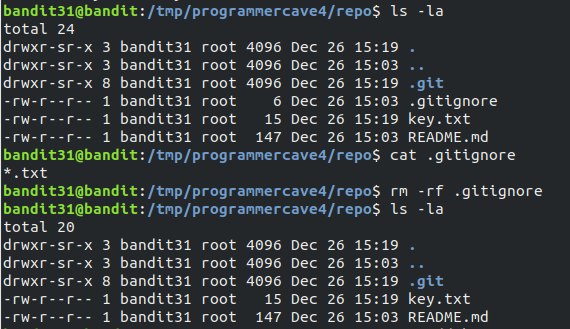 bandit31@bandit:/tmp/programmercave4/repo$ ls -la
total 24
drwxr-sr-x 3 bandit31 root 4096 Dec 26 15:19 .
drwxr-sr-x 3 bandit31 root 4096 Dec 26 15:03 ..
drwxr-sr-x 8 bandit31 root 4096 Dec 26 15:19 .git
-rw-r--r-- 1 bandit31 root    6 Dec 26 15:03 .gitignore
-rw-r--r-- 1 bandit31 root   15 Dec 26 15:19 key.txt
-rw-r--r-- 1 bandit31 root  147 Dec 26 15:03 README.md
bandit31@bandit:/tmp/programmercave4/repo$ cat .gitignore
*.txt
bandit31@bandit:/tmp/programmercave4/repo$ rm -rf .gitignore
bandit31@bandit:/tmp/programmercave4/repo$ ls -la
total 20
drwxr-sr-x 3 bandit31 root 4096 Dec 26 15:19 .
drwxr-sr-x 3 bandit31 root 4096 Dec 26 15:03 ..
drwxr-sr-x 8 bandit31 root 4096 Dec 26 15:19 .git
-rw-r--r-- 1 bandit31 root   15 Dec 26 15:19 key.txt
-rw-r--r-- 1 bandit31 root  147 Dec 26 15:03 README.md